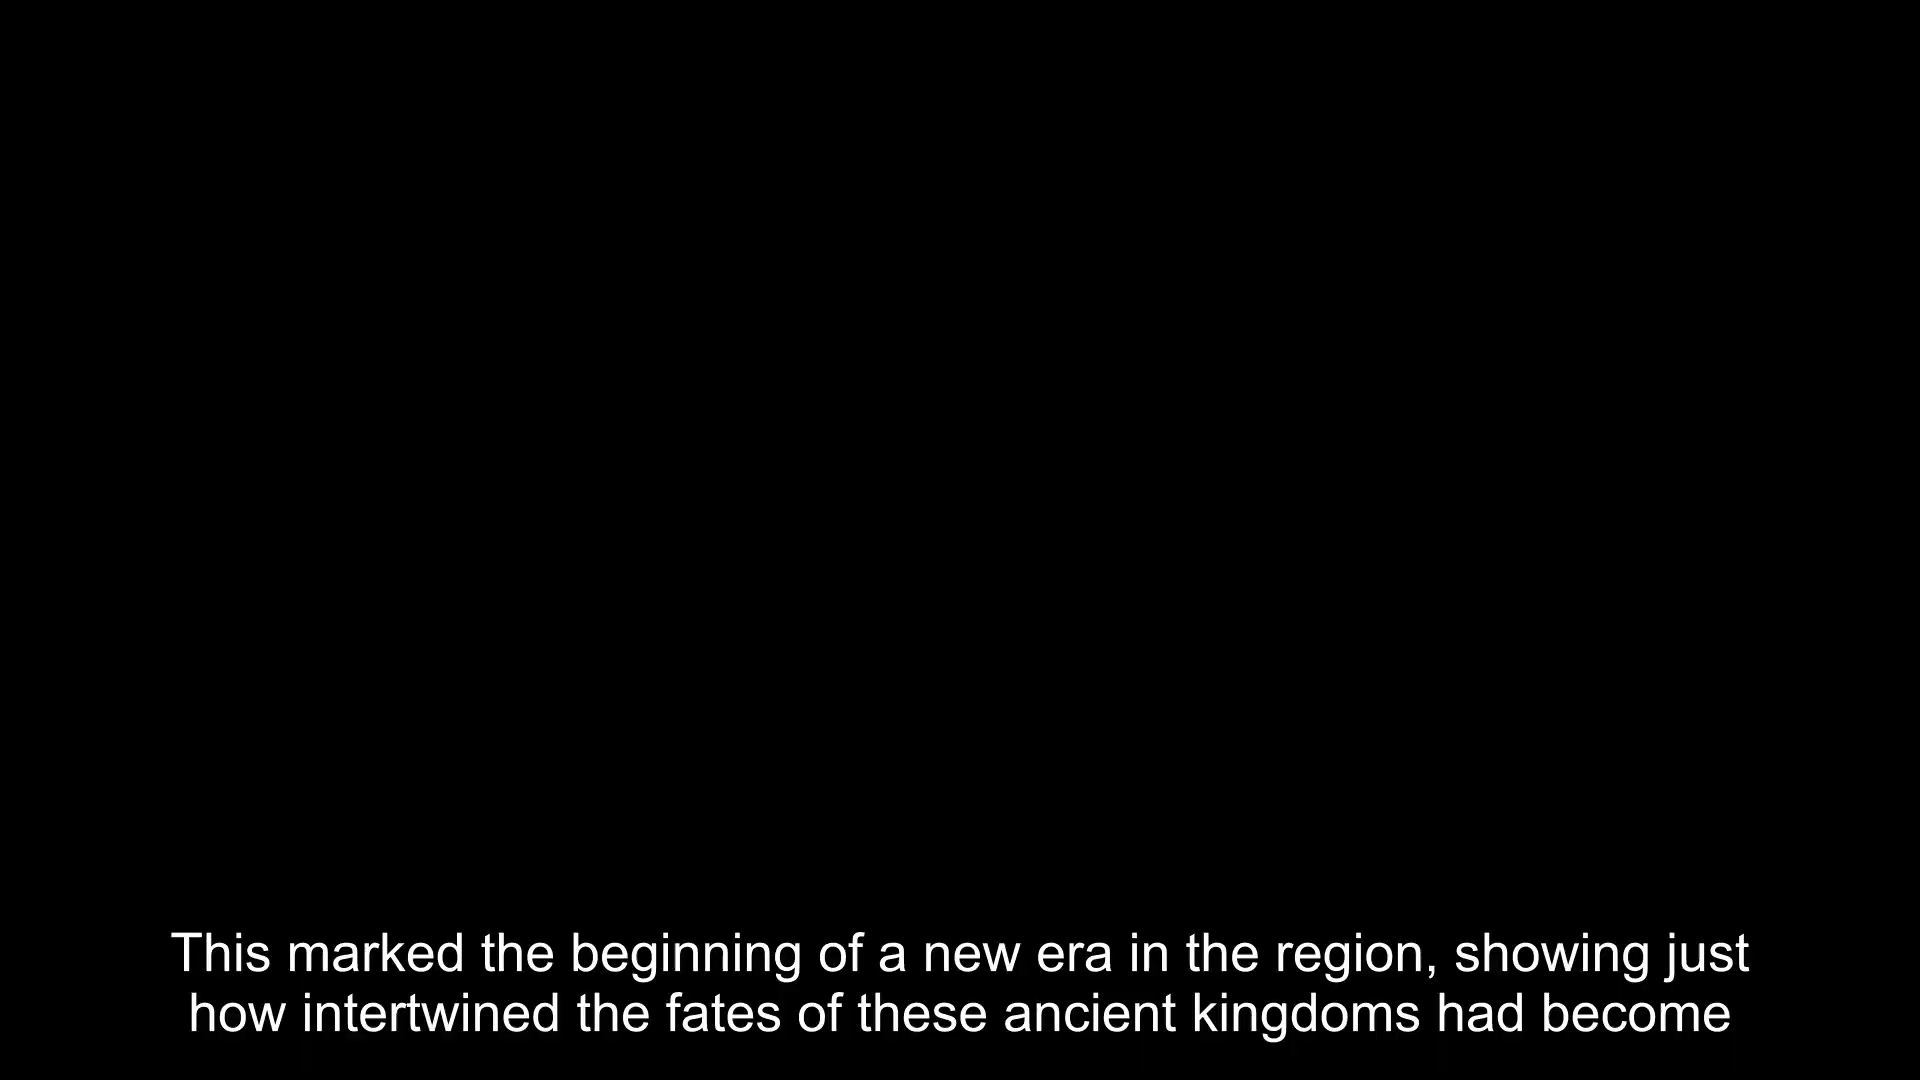 This marked the beginning of a new era in the region, showing just
how intertwined the fates of these ancient kingdoms had become